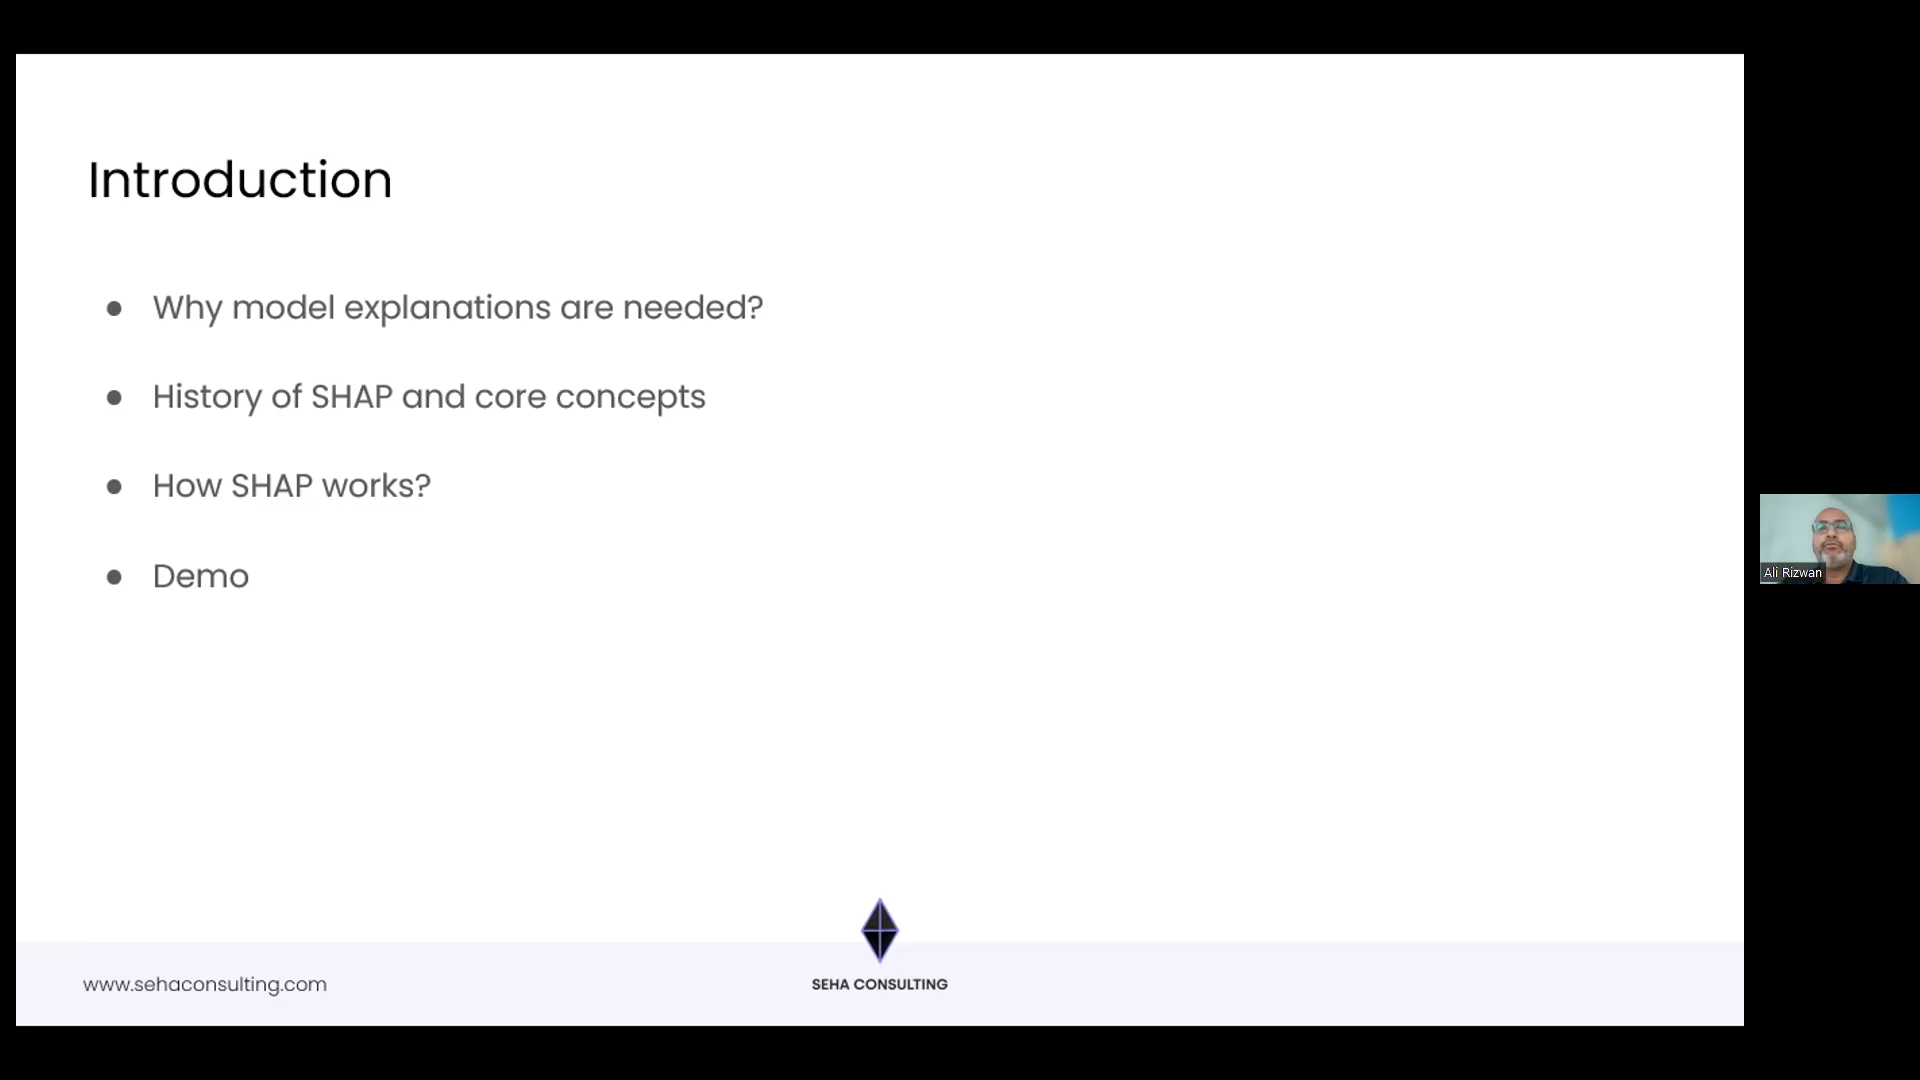 Introduction
● Why model explanations are needed?
● History of SHAP and core concepts
● How SHAP works?
● Demo
Ali Rizwan
www.sehaconsulting.com
SEHA CONSULTING